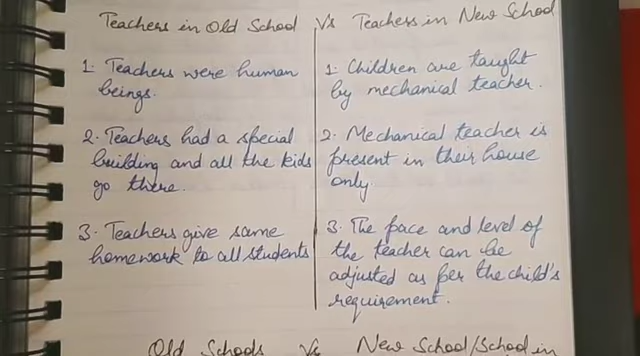 Teachers in Old School Vs Teachers in New School
1. Teachers were human
beings.
1. Children are taught
by mechanical teacher.
2. Teachers had a special
building and all the kids
go there.
2. Mechanical teacher is
present in their house
only
3. Teachers give same
homework to all students
3. The pace and level of
the teacher can be
adjusted as per the child's
requirement.
Old Schools Vs New School/School in